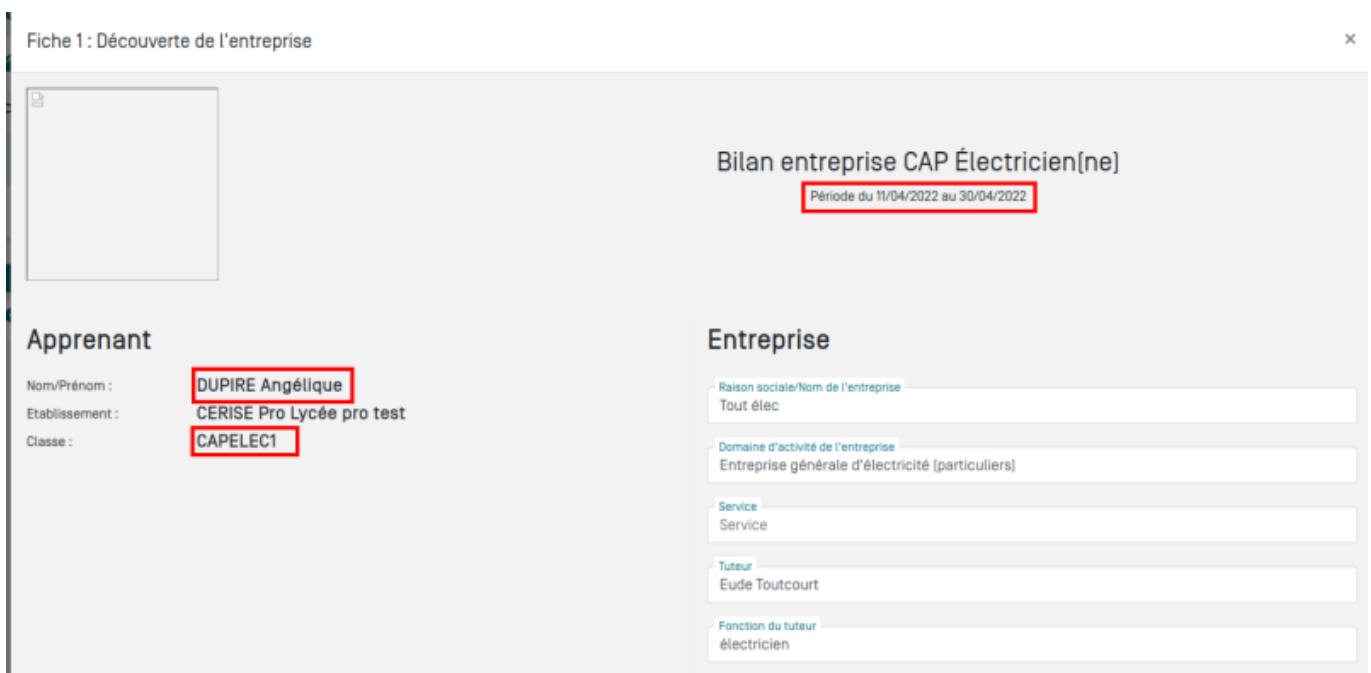 Fiche 1 : Découverte de l'entreprise
×
Bilan entreprise CAP Électricien(ne)
Période du 11/04/2022 au 30/04/2022
Apprenant
Nom/Prénom : DUPIRE Angélique
Etablissement : CERISE Pro Lycée pro test
Classe : CAPELEC1
Entreprise
Raison sociale/Nom de l'entreprise
Tout élec
Domaine d'activité de l'entreprise
Entreprise générale d'électricité (particuliers)
Service
Service
Tuteur
Eude Toutcourt
Fonction du tuteur
électricien